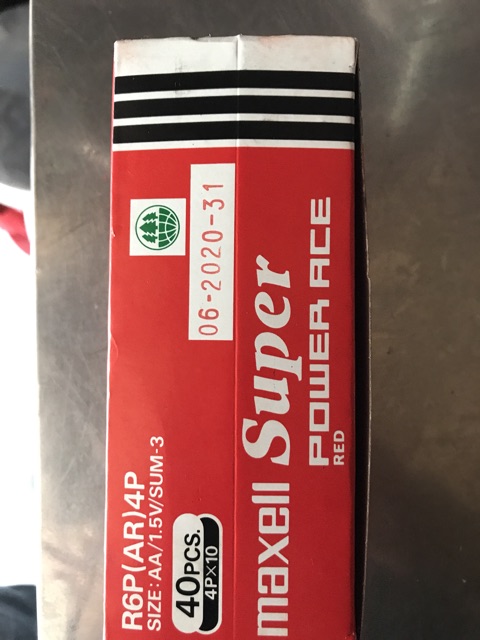 R6P(AR)4P
SIZE:AA/1.5V/SUM-3
40PCS.
4P×10
06-2020-31
maxell Super
POWER ACE
RED